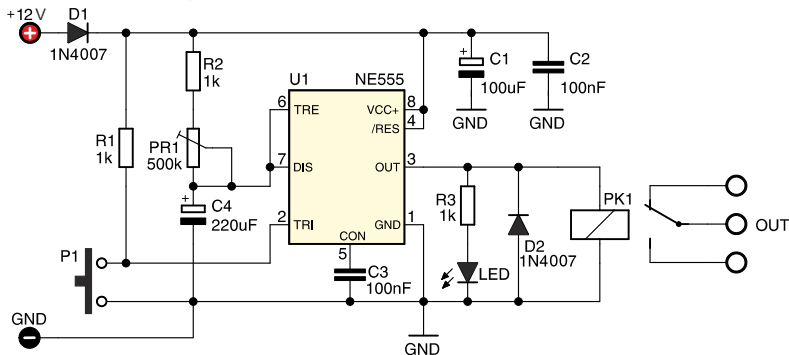 +12V
D1
1N4007
R2
1k
R1
1k
PR1
500k
C4
220uF
P1
GND
U1
NE555
6
TRE
7
DIS
2
TRI
VCC+
8
/RES
4
OUT
3
GND
1
CON
5
C3
100nF
C1
100uF
GND
C2
100nF
GND
R3
1k
LED
D2
1N4007
PK1
OUT
GND